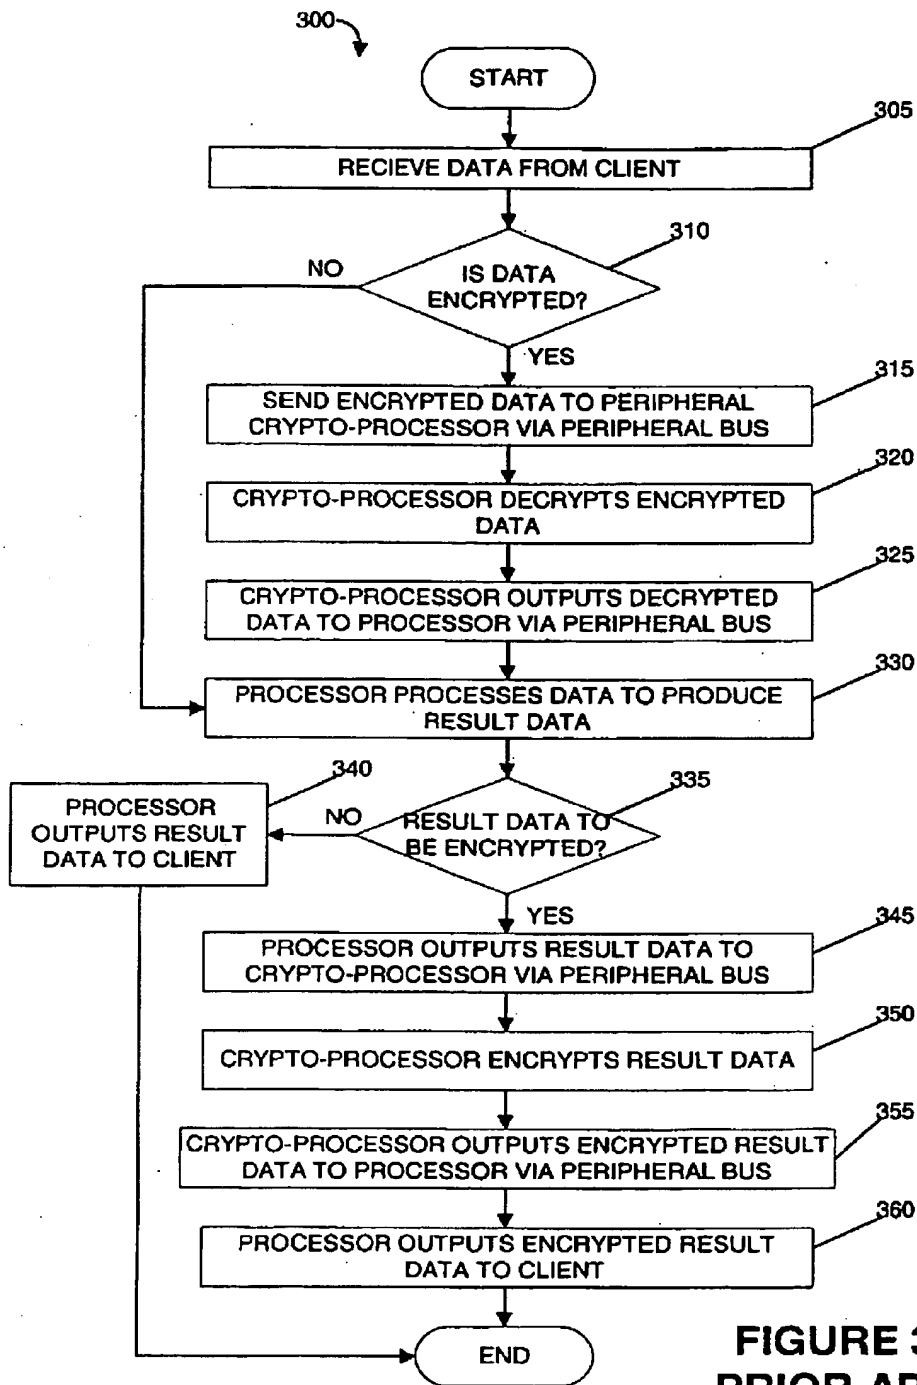 300
START
305
RECIEVE DATA FROM CLIENT
310
IS DATA
ENCRYPTED?
NO
YES
315
SEND ENCRYPTED DATA TO PERIPHERAL
CRYPTO-PROCESSOR VIA PERIPHERAL BUS
320
CRYPTO-PROCESSOR DECRYPTS ENCRYPTED
DATA
325
CRYPTO-PROCESSOR OUTPUTS DECRYPTED
DATA TO PROCESSOR VIA PERIPHERAL BUS
330
PROCESSOR PROCESSES DATA TO PRODUCE
RESULT DATA
340
PROCESSOR
OUTPUTS RESULT
DATA TO CLIENT
NO
335
RESULT DATA TO
BE ENCRYPTED?
YES
345
PROCESSOR OUTPUTS RESULT DATA TO
CRYPTO-PROCESSOR VIA PERIPHERAL BUS
350
CRYPTO-PROCESSOR ENCRYPTS RESULT DATA
355
CRYPTO-PROCESSOR OUTPUTS ENCRYPTED RESULT
DATA TO PROCESSOR VIA PERIPHERAL BUS
360
PROCESSOR OUTPUTS ENCRYPTED RESULT
DATA TO CLIENT
END
FIGURE 3
PRIOR